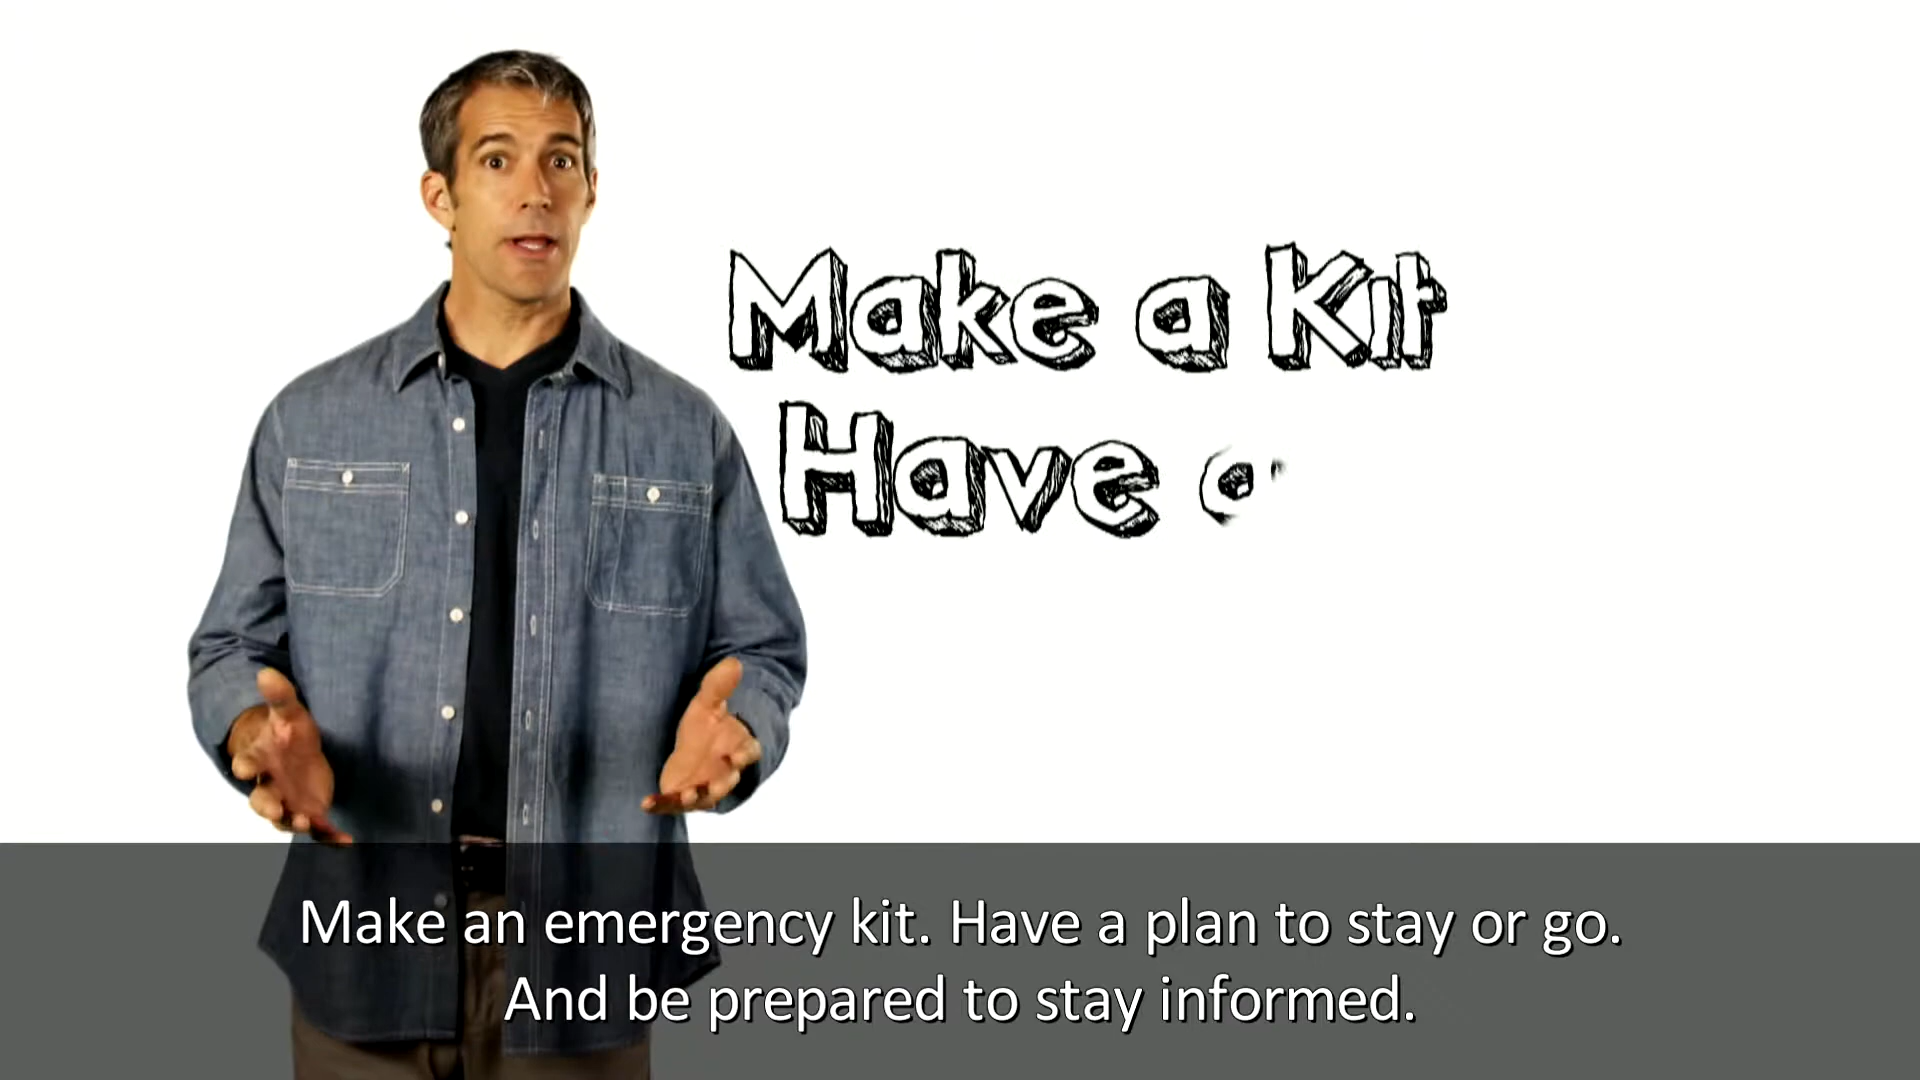 Make a Kit
Have a
Make an emergency kit. Have a plan to stay or go.
And be prepared to stay informed.